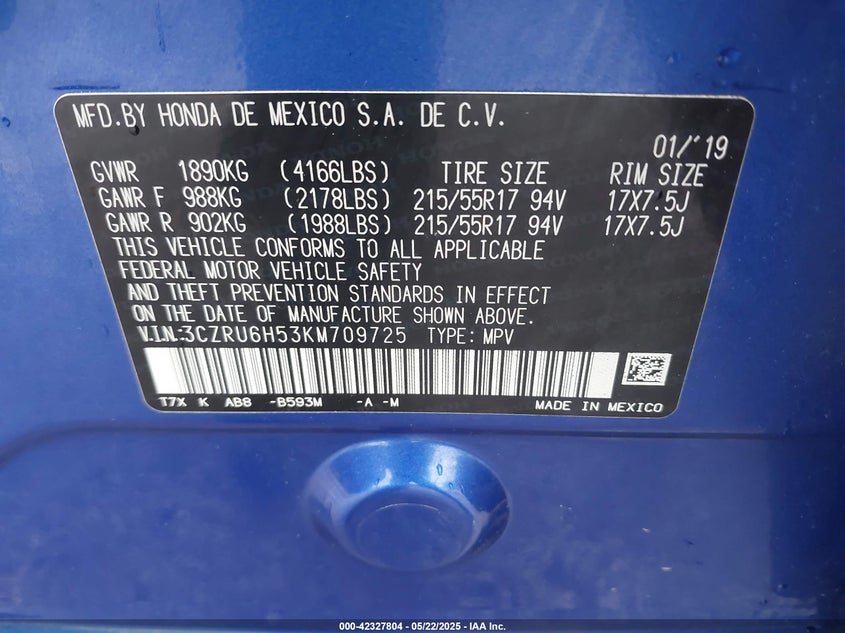 MFD.BY HONDA DE MEXICO S.A. DE C.V.
01/'19
GVWR 1890KG (4166LBS) TIRE SIZE RIM SIZE
GAWR F 988KG (2178LBS) 215/55R17 94V 17X7.5J
GAWR R 902KG (1988LBS) 215/55R17 94V 17X7.5J
THIS VEHICLE CONFORMS TO ALL APPLICABLE
FEDERAL MOTOR VEHICLE SAFETY
AND THEFT PREVENTION STANDARDS IN EFFECT
ON THE DATE OF MANUFACTURE SHOWN ABOVE.
V.I.N:3CZRU6H53KM709725 TYPE: MPV
T7X K AB8 -B593M -A -M
MADE IN MEXICO
000-42327804 — 05/22/2025 — IAA Inc.